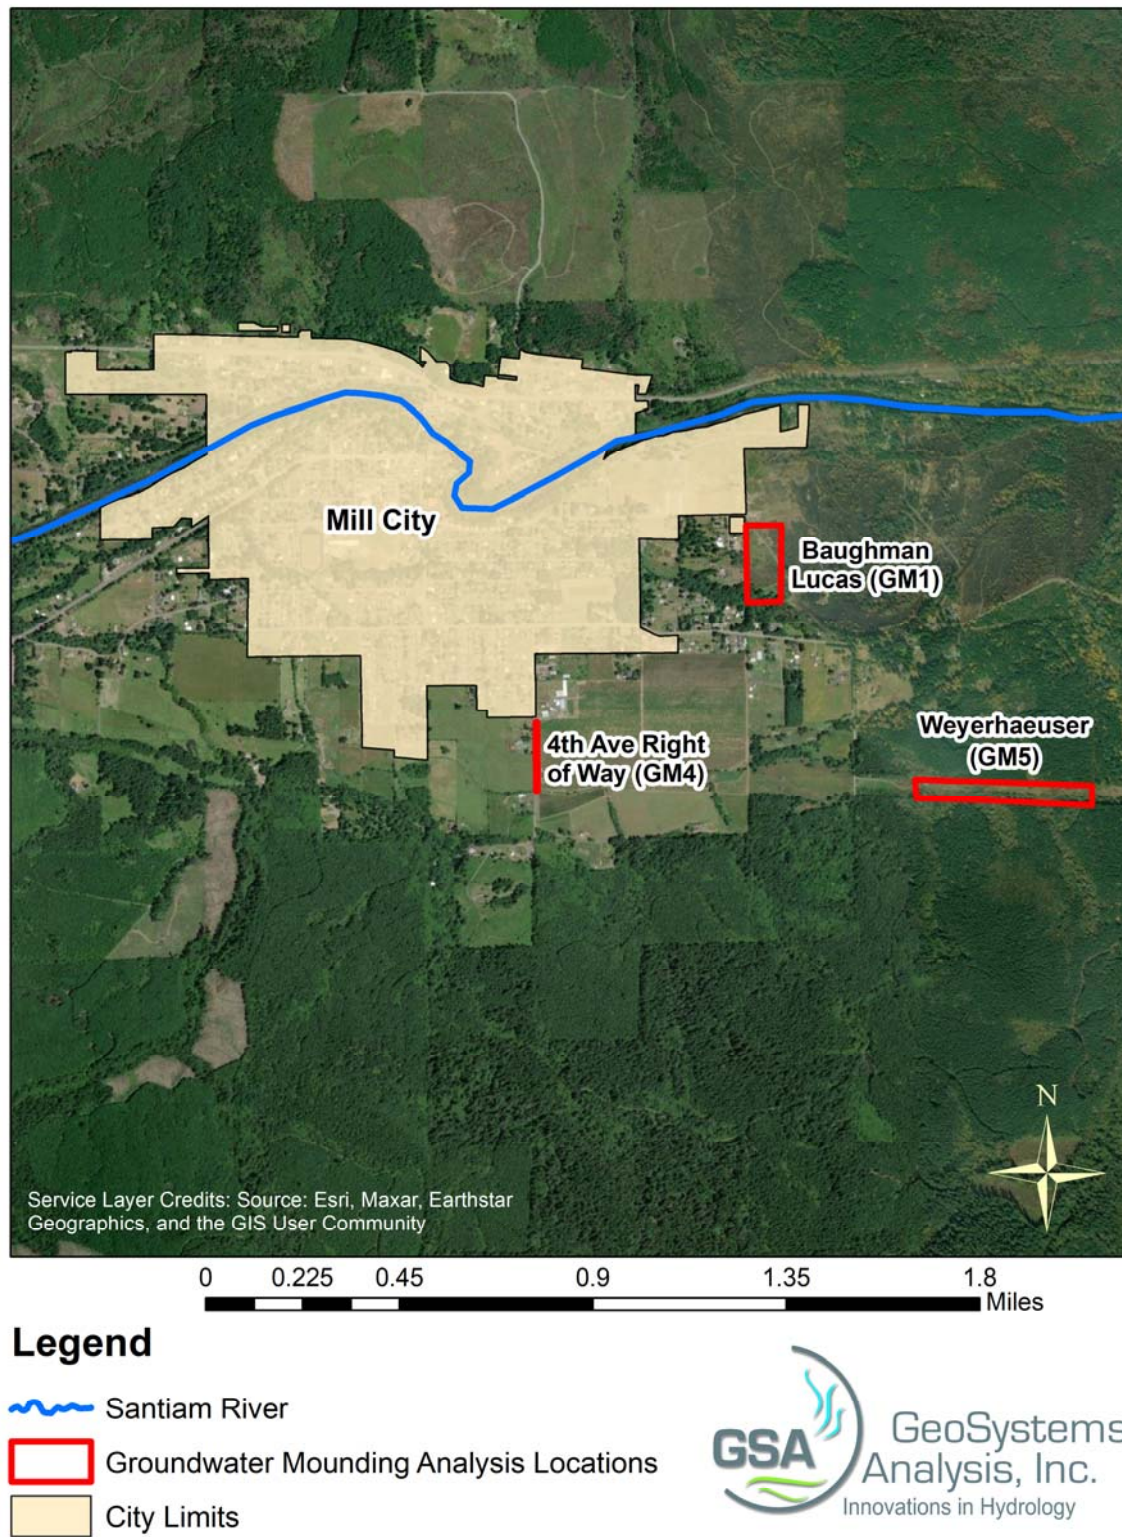 Mill City
Baughman
Lucas (GM1)
Weyerhaeuser
(GM5)
4th Ave Right
of Way (GM4)
N
Service Layer Credits: Source: Esri, Maxar, Earthstar
Geographics, and the GIS User Community
0 0.225 0.45 0.9 1.35 1.8
Miles
Legend
Santiam River
Groundwater Mounding Analysis Locations
City Limits
GSA
GeoSystems
Analysis, Inc.
Innovations in Hydrology